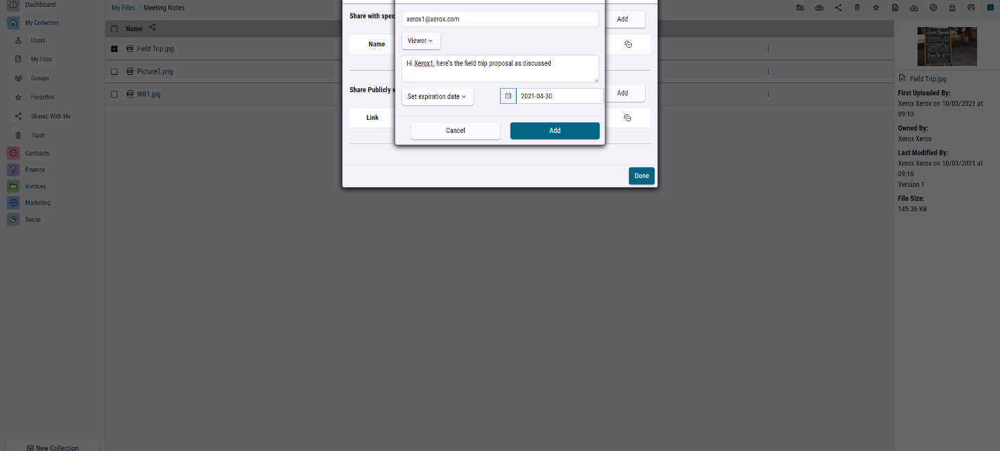 Dashboard
My Collection
Users
My Files
Groups
Favorites
Shared With Me
Trash
Contracts
Finance
Invoices
Marketing
Social
New Collection
My Files / Meeting Notes
Name
Field Trip.jpg
Picture3.png
WB1.jpg
Share with spec
Add
Name
Share Publicly w
Add
Link
Done
xerox1@xerox.com
Viewer
Hi Xerox1, here's the field trip proposal as discussed
Set expiration date
2021-04-30
Cancel
Add
Field Trip.jpg
First Uploaded By:
Xerox Xerox on 10/03/2021 at
09:10
Owned By:
Xerox Xerox
Last Modified By:
Xerox Xerox on 10/03/2021 at
09:16
Version 1
File Size:
145.36 KB